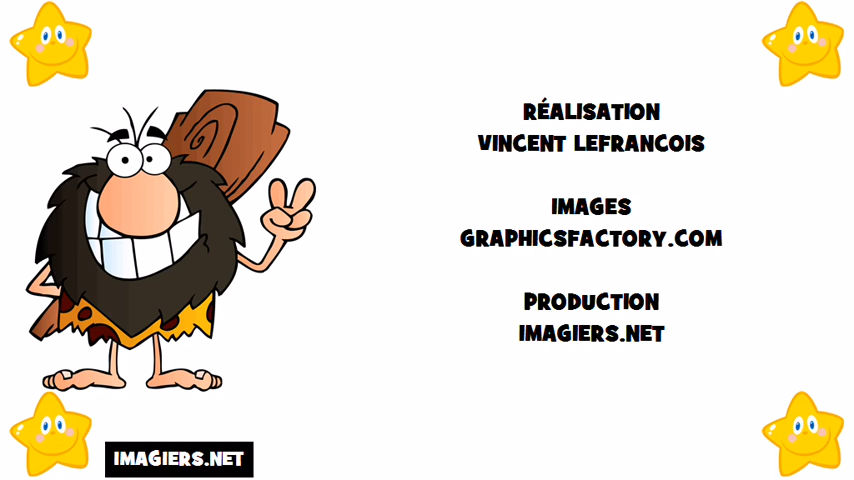 RÉALISATION
VINCENT LEFRANCOIS
IMAGES
GRAPHICSFACTORY.COM
PRODUCTION
IMAGIERS.NET
IMAGIERS.NET